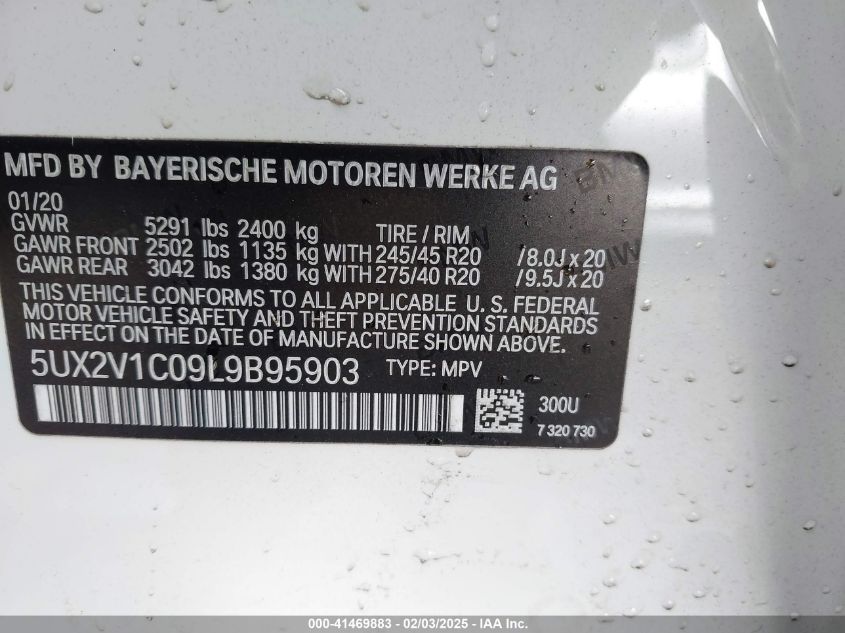 MFD BY BAYERISCHE MOTOREN WERKE AG
01/20
GVWR 5291 lbs 2400 kg TIRE / RIM
GAWR FRONT 2502 lbs 1135 kg WITH 245/45 R20 /8.0J x 20
GAWR REAR 3042 lbs 1380 kg WITH 275/40 R20 /9.5J x 20
THIS VEHICLE CONFORMS TO ALL APPLICABLE U. S. FEDERAL
MOTOR VEHICLE SAFETY AND THEFT PREVENTION STANDARDS
IN EFFECT ON THE DATE OF MANUFACTURE SHOWN ABOVE.
5UX2V1C09L9B95903 TYPE: MPV
300U
7 320 730
000-41469883 - 02/03/2025 - IAA Inc.